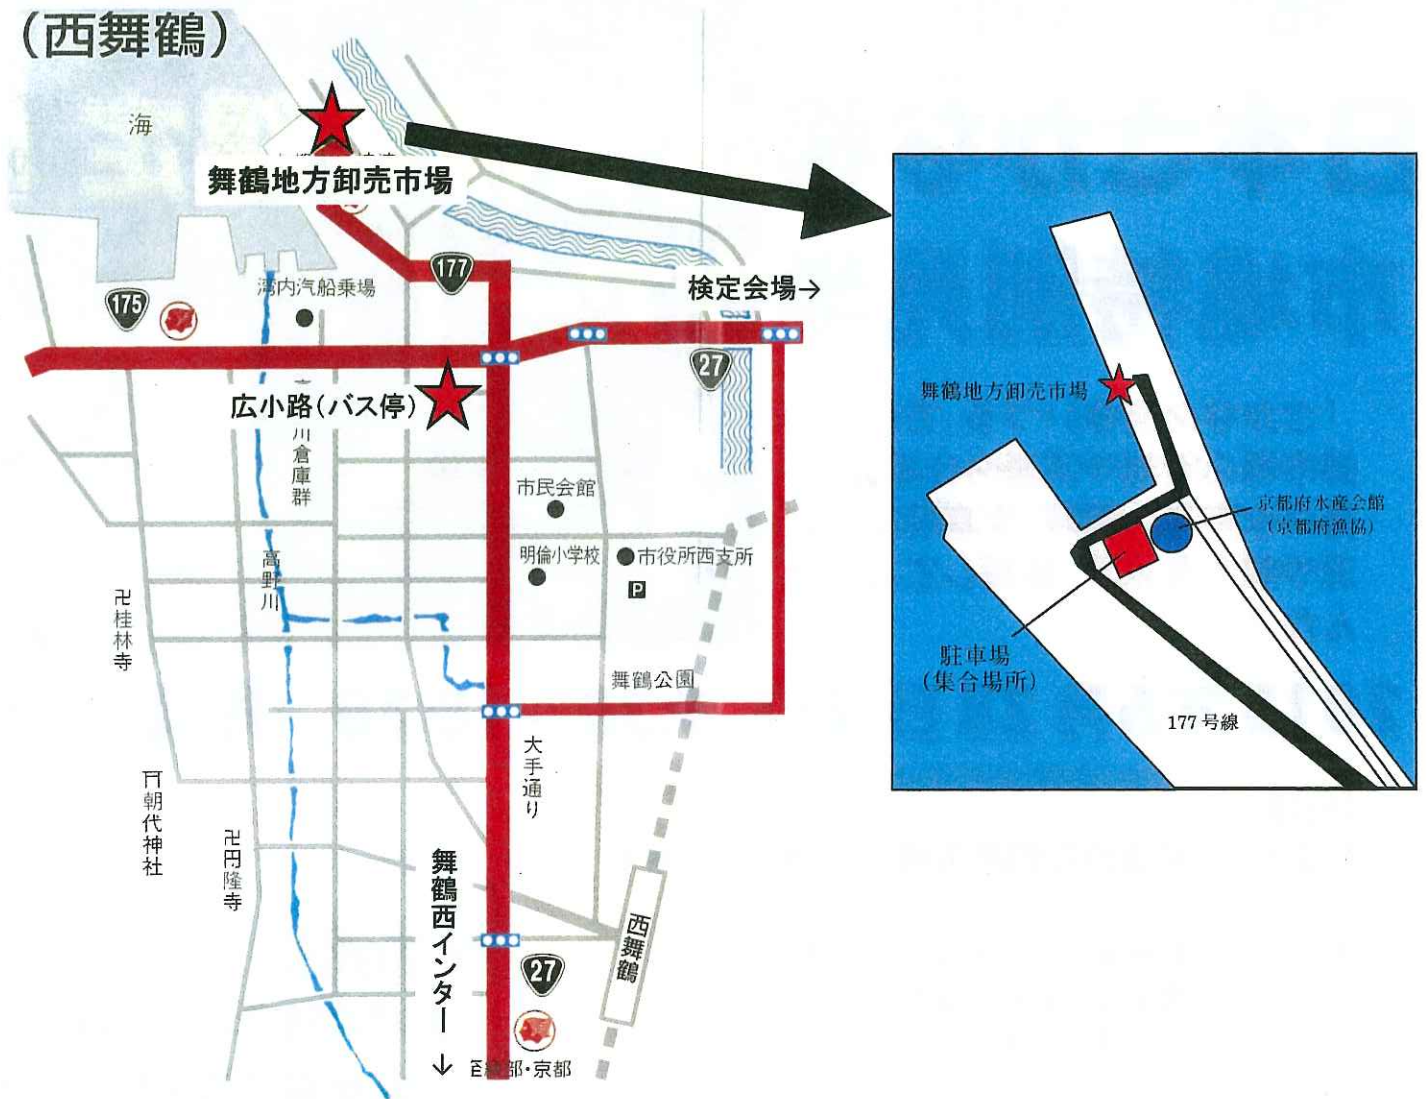 (西舞鶴)
海
舞鶴地方卸売市場
177
検定会場→
湾内汽船乗場
175
27
広小路(バス停)
川倉庫群
市民会館
明倫小学校
市役所西支所
P
高野川
卍桂林寺
舞鶴公園
大手通り
朝代神社
卍円隆寺
舞鶴西インター→
西舞鶴
27
部・京都
舞鶴地方卸売市場
京都府水産会館
(京都府漁協)
駐車場
(集合場所)
177号線